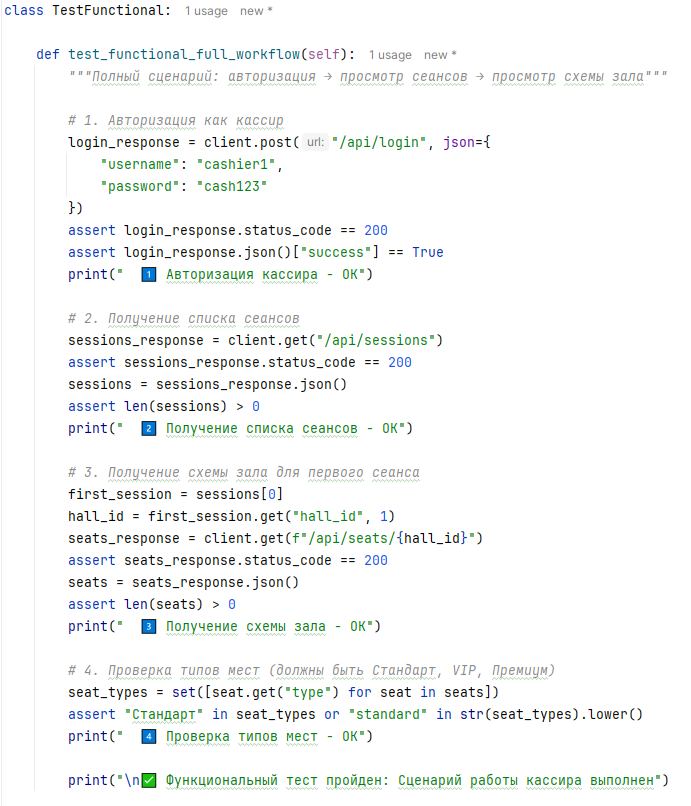 class TestFunctional: 1 usage new *
def test_functional_full_workflow(self): 1 usage new *
"""Полный сценарий: авторизация → просмотр сеансов → просмотр схемы зала"""
# 1. Авторизация как кассир
login_response = client.post( url: "/api/login", json={
"username": "cashier1",
"password": "cash123"
})
assert login_response.status_code == 200
assert login_response.json()["success"] == True
print("  1️⃣ Авторизация кассира - ОК")
# 2. Получение списка сеансов
sessions_response = client.get("/api/sessions")
assert sessions_response.status_code == 200
sessions = sessions_response.json()
assert len(sessions) > 0
print("  2️⃣ Получение списка сеансов - ОК")
# 3. Получение схемы зала для первого сеанса
first_session = sessions[0]
hall_id = first_session.get("hall_id", 1)
seats_response = client.get(f"/api/seats/{hall_id}")
assert seats_response.status_code == 200
seats = seats_response.json()
assert len(seats) > 0
print("  3️⃣ Получение схемы зала - ОК")
# 4. Проверка типов мест (должны быть Стандарт, VIP, Премиум)
seat_types = set([seat.get("type") for seat in seats])
assert "Стандарт" in seat_types or "standard" in str(seat_types).lower()
print("  4️⃣ Проверка типов мест - ОК")
print("\n✅ Функциональный тест пройден: Сценарий работы кассира выполнен")